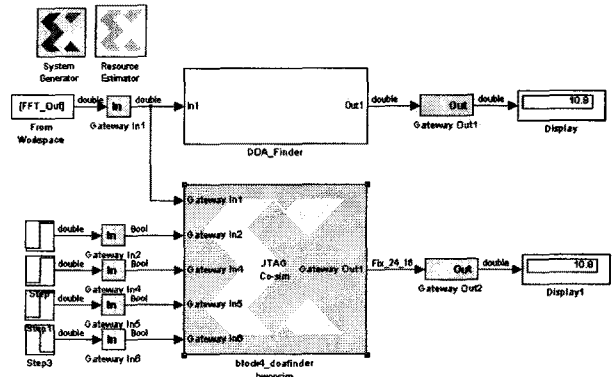 System Generator
Resource Estimator
[FFT_Out]
double
In
double
From Workspace
Gateway In1
In1
Out1
double
Out
double
10.8
Gateway Out1
Display
DOA_Finder
Gateway In1
double
In
Bool
Gateway In2
Gateway In2
double
In
Bool
Gateway In4
JTAG Co-sim
Gateway Out1
Fix_24_16
Out
double
10.8
Step
Gateway In4
Gateway Out2
Display1
double
In
Bool
Gateway In5
Step1
Gateway In5
double
In
Bool
Gateway In6
Step3
Gateway In6
block4_doafinder
hwcosim